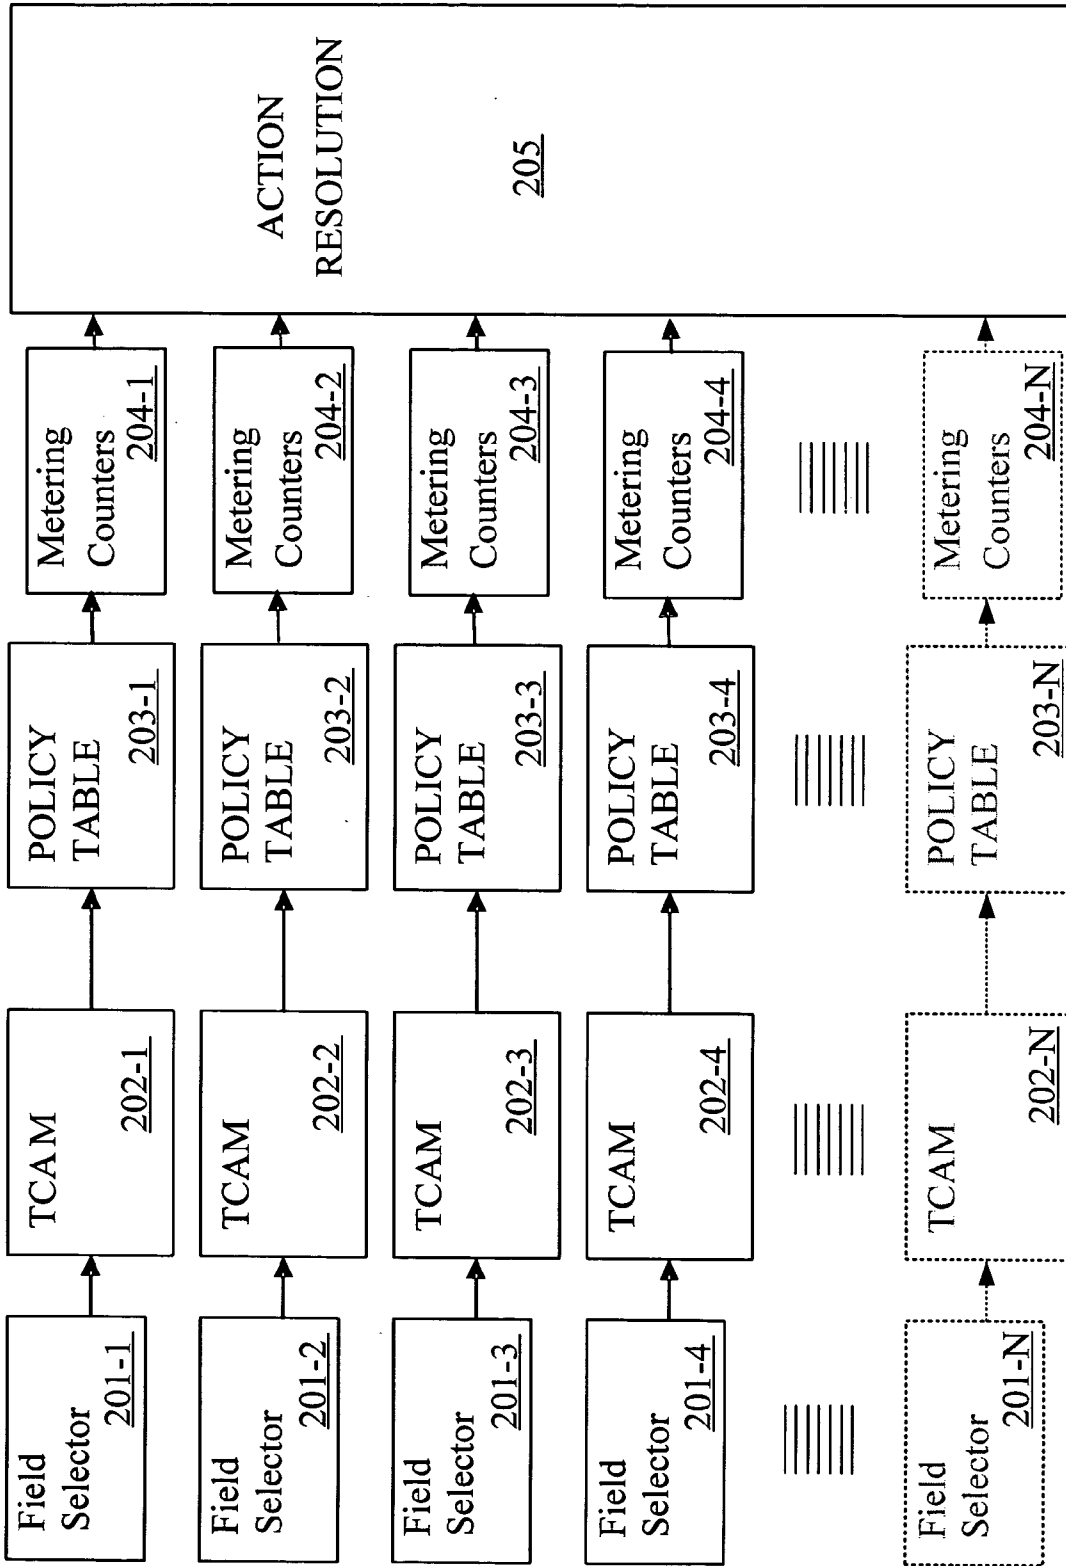 Field
Selector
201-1
TCAM
202-1
POLICY
TABLE
203-1
Metering
Counters
204-1
Field
Selector
201-2
TCAM
202-2
POLICY
TABLE
203-2
Metering
Counters
204-2
Field
Selector
201-3
TCAM
202-3
POLICY
TABLE
203-3
Metering
Counters
204-3
Field
Selector
201-4
TCAM
202-4
POLICY
TABLE
203-4
Metering
Counters
204-4
Field
Selector
201-N
TCAM
202-N
POLICY
TABLE
203-N
Metering
Counters
204-N
ACTION
RESOLUTION
205